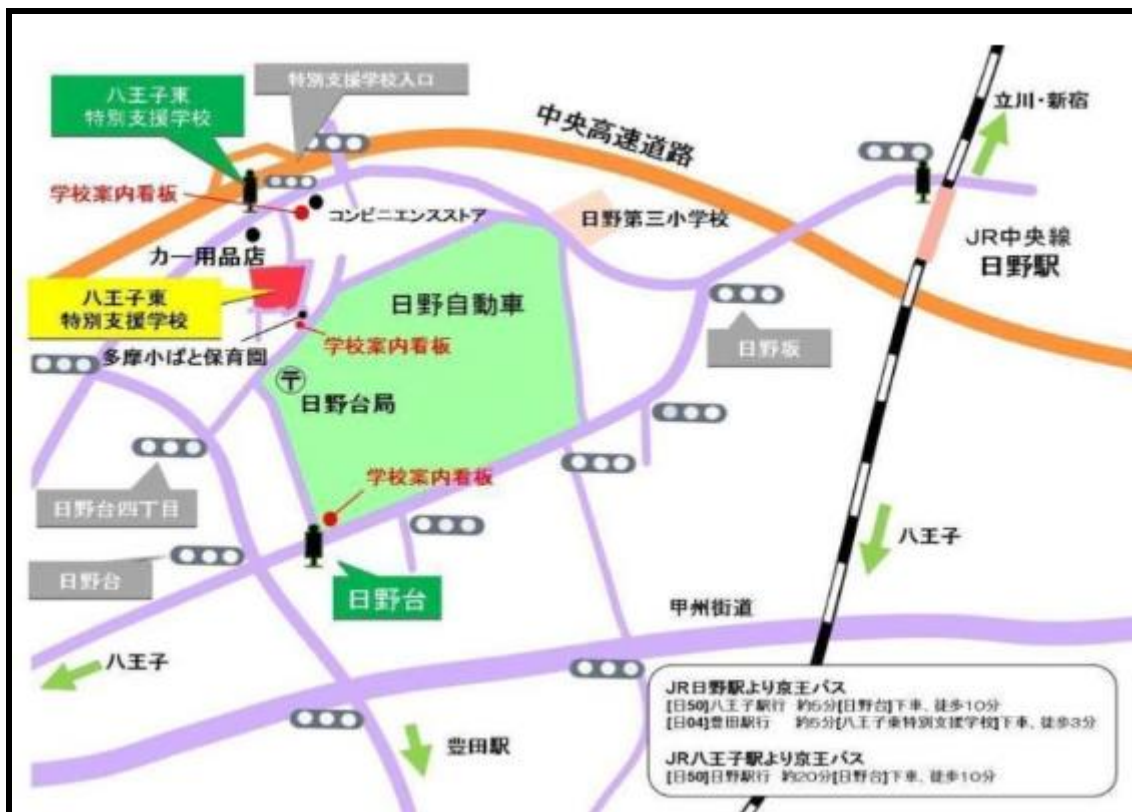 八王子東
特別支援学校
特別支援学校入口
中央高速道路
立川・新宿
学校案内看板
コンビニエンスストア
日野第三小学校
JR中央線
日野駅
カー用品店
八王子東
特別支援学校
日野自動車
学校案内看板
日野坂
多摩小ばと保育園
〒
日野台局
学校案内看板
日野台四丁目
八王子
日野台
日野台
甲州街道
八王子
豊田駅
JR日野駅より京王バス
[日50]八王子駅行 約5分[日野台]下車、徒歩10分
[日04]豊田駅行 約5分[八王子東特別支援学校]下車、徒歩3分
JR八王子駅より京王バス
[日50]日野駅行 約20分[日野台]下車、徒歩10分